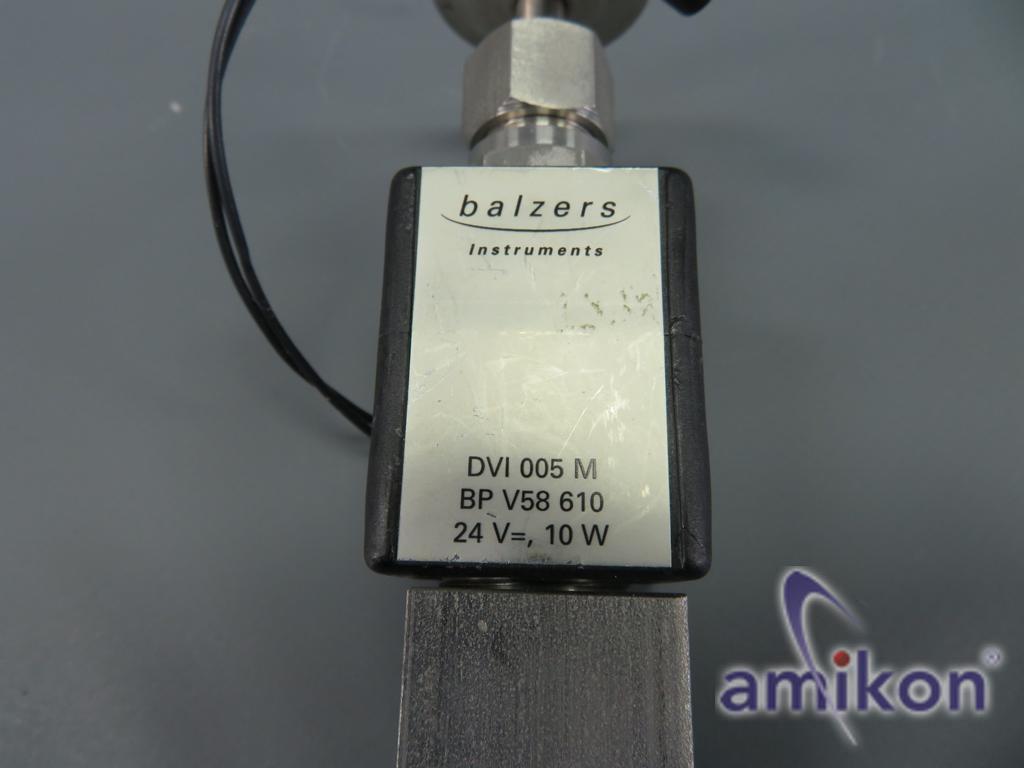 balzers
Instruments
DVI 005 M
BP V58 610
24 V=, 10 W
amikon®